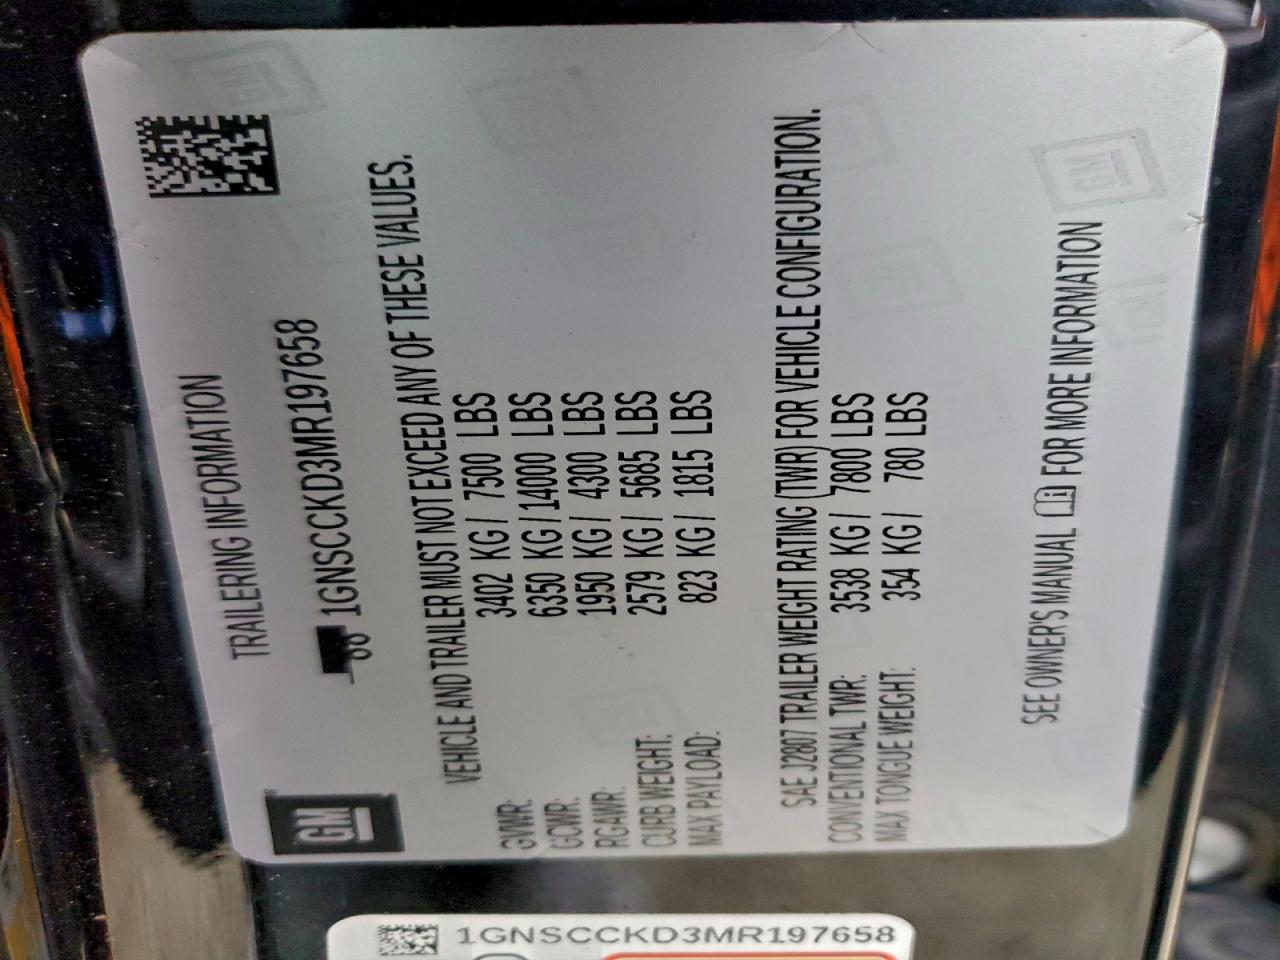 GM
TRAILERING INFORMATION
1GNSCCKD3MR197658
VEHICLE AND TRAILER MUST NOT EXCEED ANY OF THESE VALUES.
GVWR: 3402 KG/ 7500 LBS
GCWR: 6350 KG/14000 LBS
RGAWR: 1950 KG/ 4300 LBS
CURB WEIGHT: 2579 KG/ 5685 LBS
MAX PAYLOAD: 823 KG/ 1815 LBS
SAE J2807 TRAILER WEIGHT RATING (TWR) FOR VEHICLE CONFIGURATION.
CONVENTIONAL TWR: 3538 KG/ 7800 LBS
MAX TONGUE WEIGHT: 354 KG/ 780 LBS
SEE OWNER'S MANUAL FOR MORE INFORMATION
1GNSCCKD3MR197658